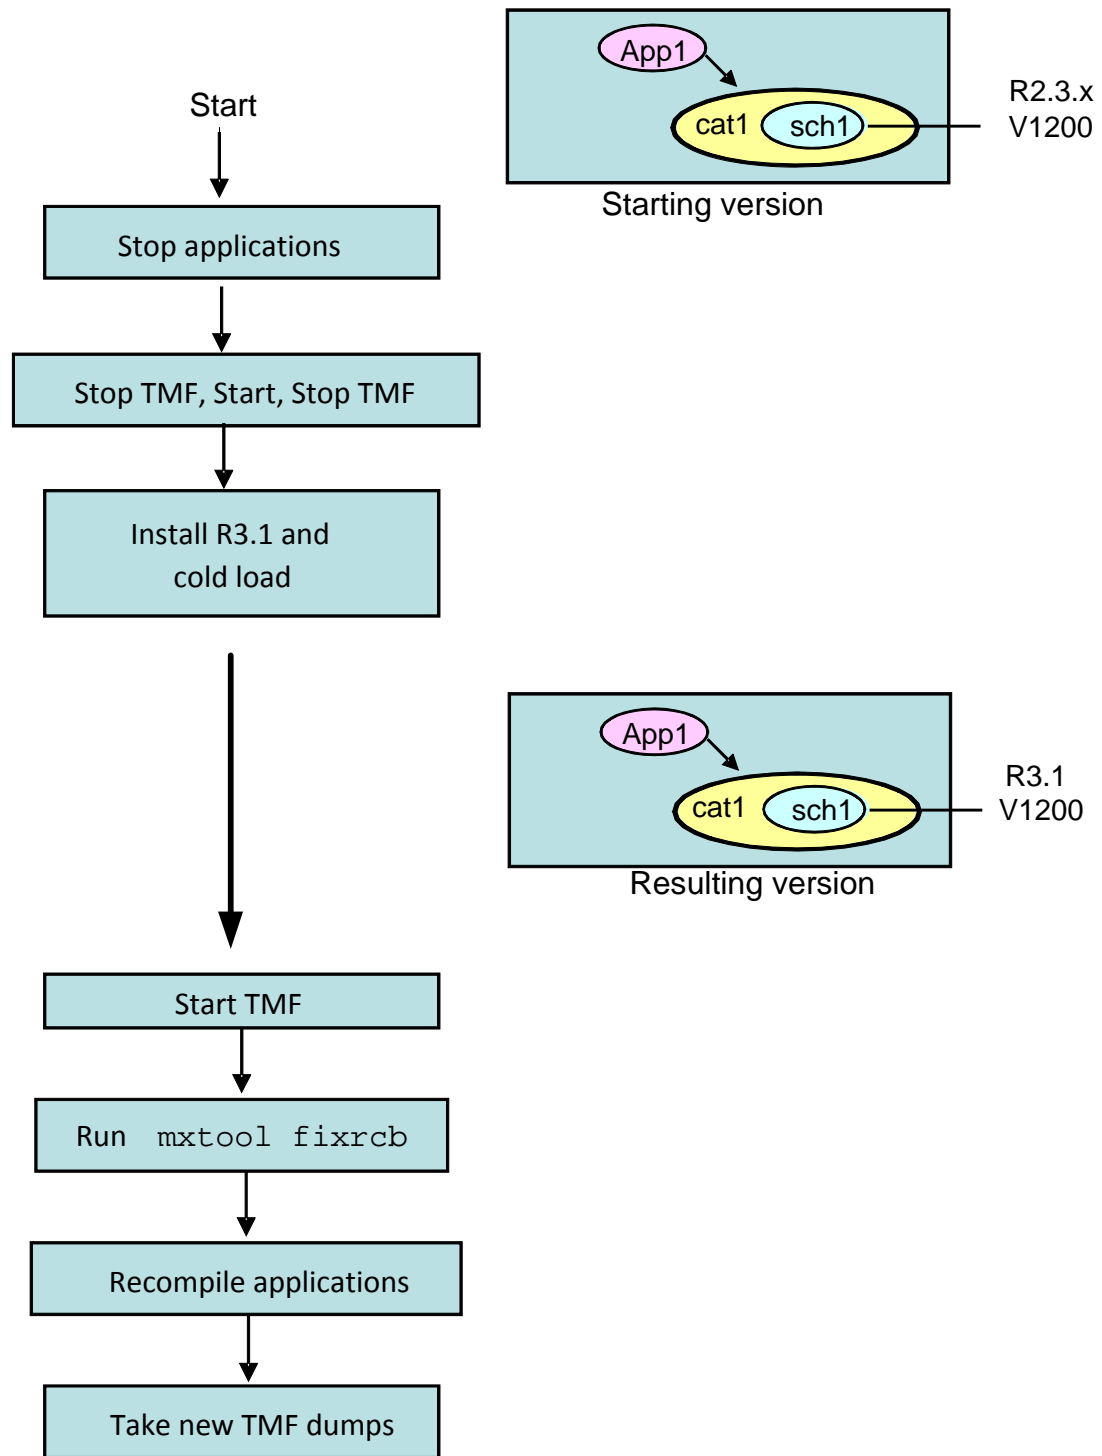 Start
Stop applications
Stop TMF, Start, Stop TMF
Install R3.1 and
cold load
Start TMF
Run mxtool fixrcb
Recompile applications
Take new TMF dumps
App1
cat1
sch1
R2.3.x
V1200
Starting version
App1
cat1
sch1
R3.1
V1200
Resulting version